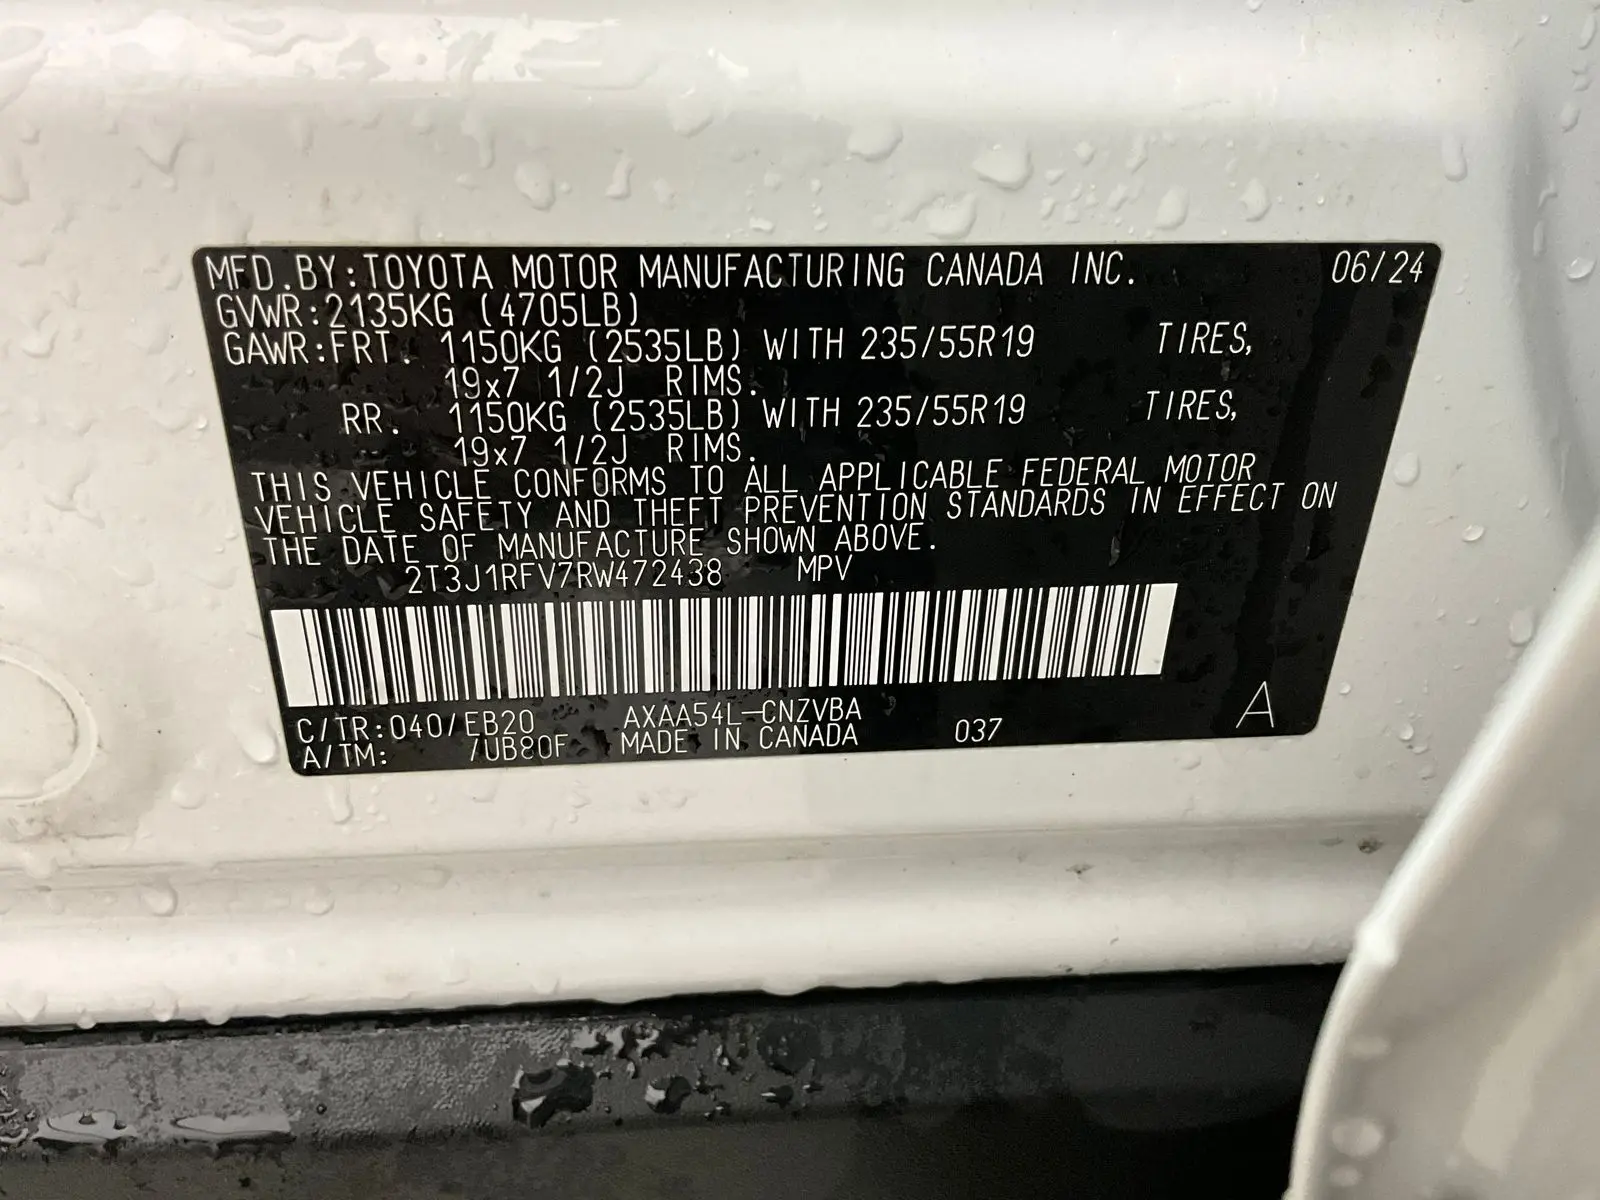 MFD.BY:TOYOTA MOTOR MANUFACTURING CANADA INC. 06/24
GVWR:2135KG (4705LB)
GAWR:FRT. 1150KG (2535LB) WITH 235/55R19 TIRES,
19x7 1/2J RIMS.
RR. 1150KG (2535LB) WITH 235/55R19 TIRES,
19x7 1/2J RIMS.
THIS VEHICLE CONFORMS TO ALL APPLICABLE FEDERAL MOTOR
VEHICLE SAFETY AND THEFT PREVENTION STANDARDS IN EFFECT ON
THE DATE OF MANUFACTURE SHOWN ABOVE.
2T3J1RFV7RW472438 MPV
C/TR:040/EB20 AXAA54L-CNZVBA
A/TM: /UB80F MADE IN CANADA 037 A